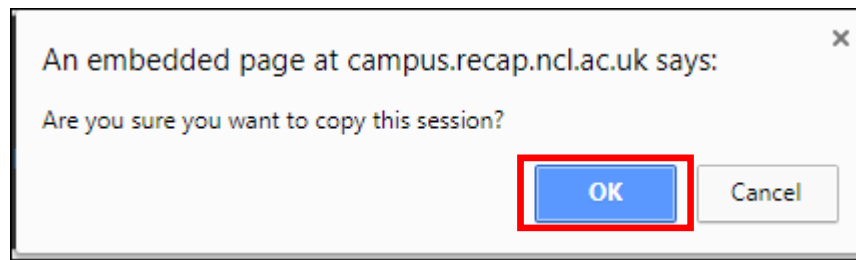 An embedded page at campus.recap.ncl.ac.uk says:
Are you sure you want to copy this session?
OK
Cancel